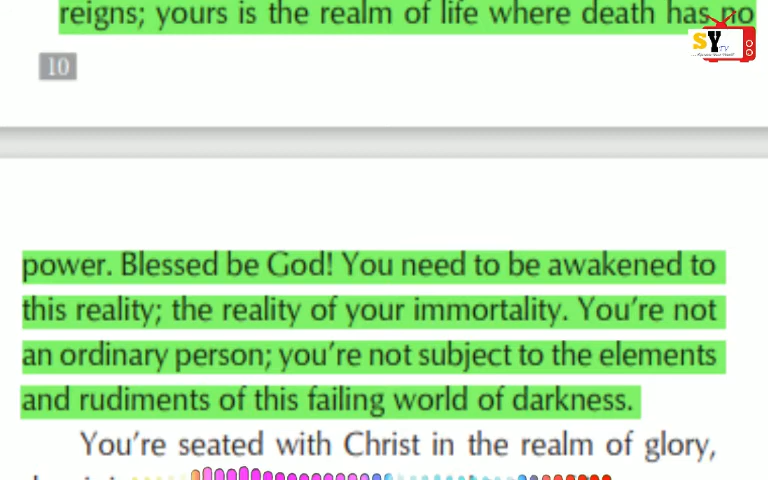 reigns; yours is the realm of life where death has no
SY
TV
10
power. Blessed be God! You need to be awakened to
this reality; the reality of your immortality. You're not
an ordinary person; you're not subject to the elements
and rudiments of this failing world of darkness.
You're seated with Christ in the realm of glory,